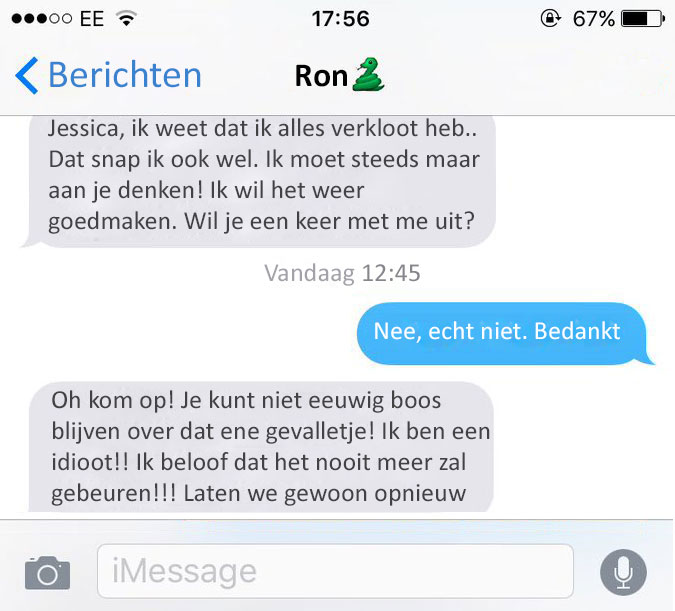 EE 17:56 67%
Berichten Ron
Jessica, ik weet dat ik alles verkloot heb..
Dat snap ik ook wel. Ik moet steeds maar
aan je denken! Ik wil het weer
goedmaken. Wil je een keer met me uit?
Vandaag 12:45
Nee, echt niet. Bedankt
Oh kom op! Je kunt niet eeuwig boos
blijven over dat ene gevalletje! Ik ben een
idioot!! Ik beloof dat het nooit meer zal
gebeuren!!! Laten we gewoon opnieuw
iMessage